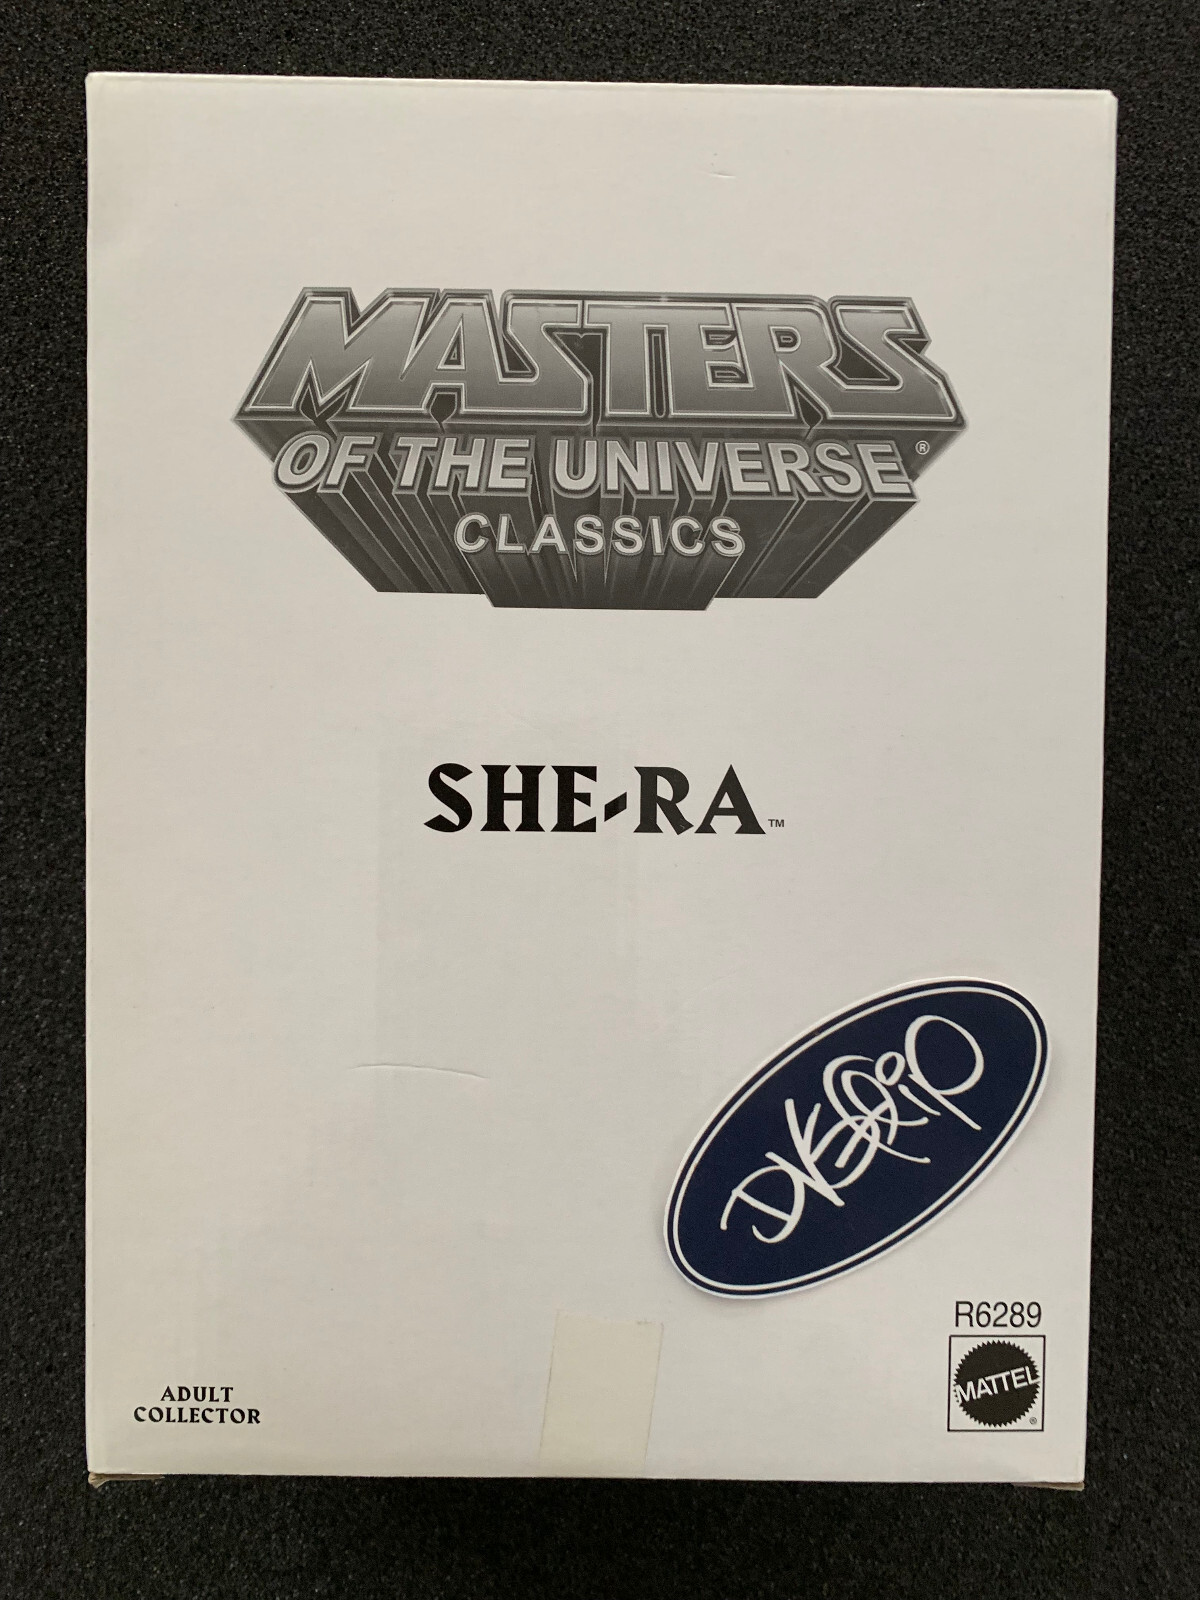 MASTERS
OF THE UNIVERSE®
CLASSICS
SHE-RA™
R6289
MATTEL®
ADULT
COLLECTOR